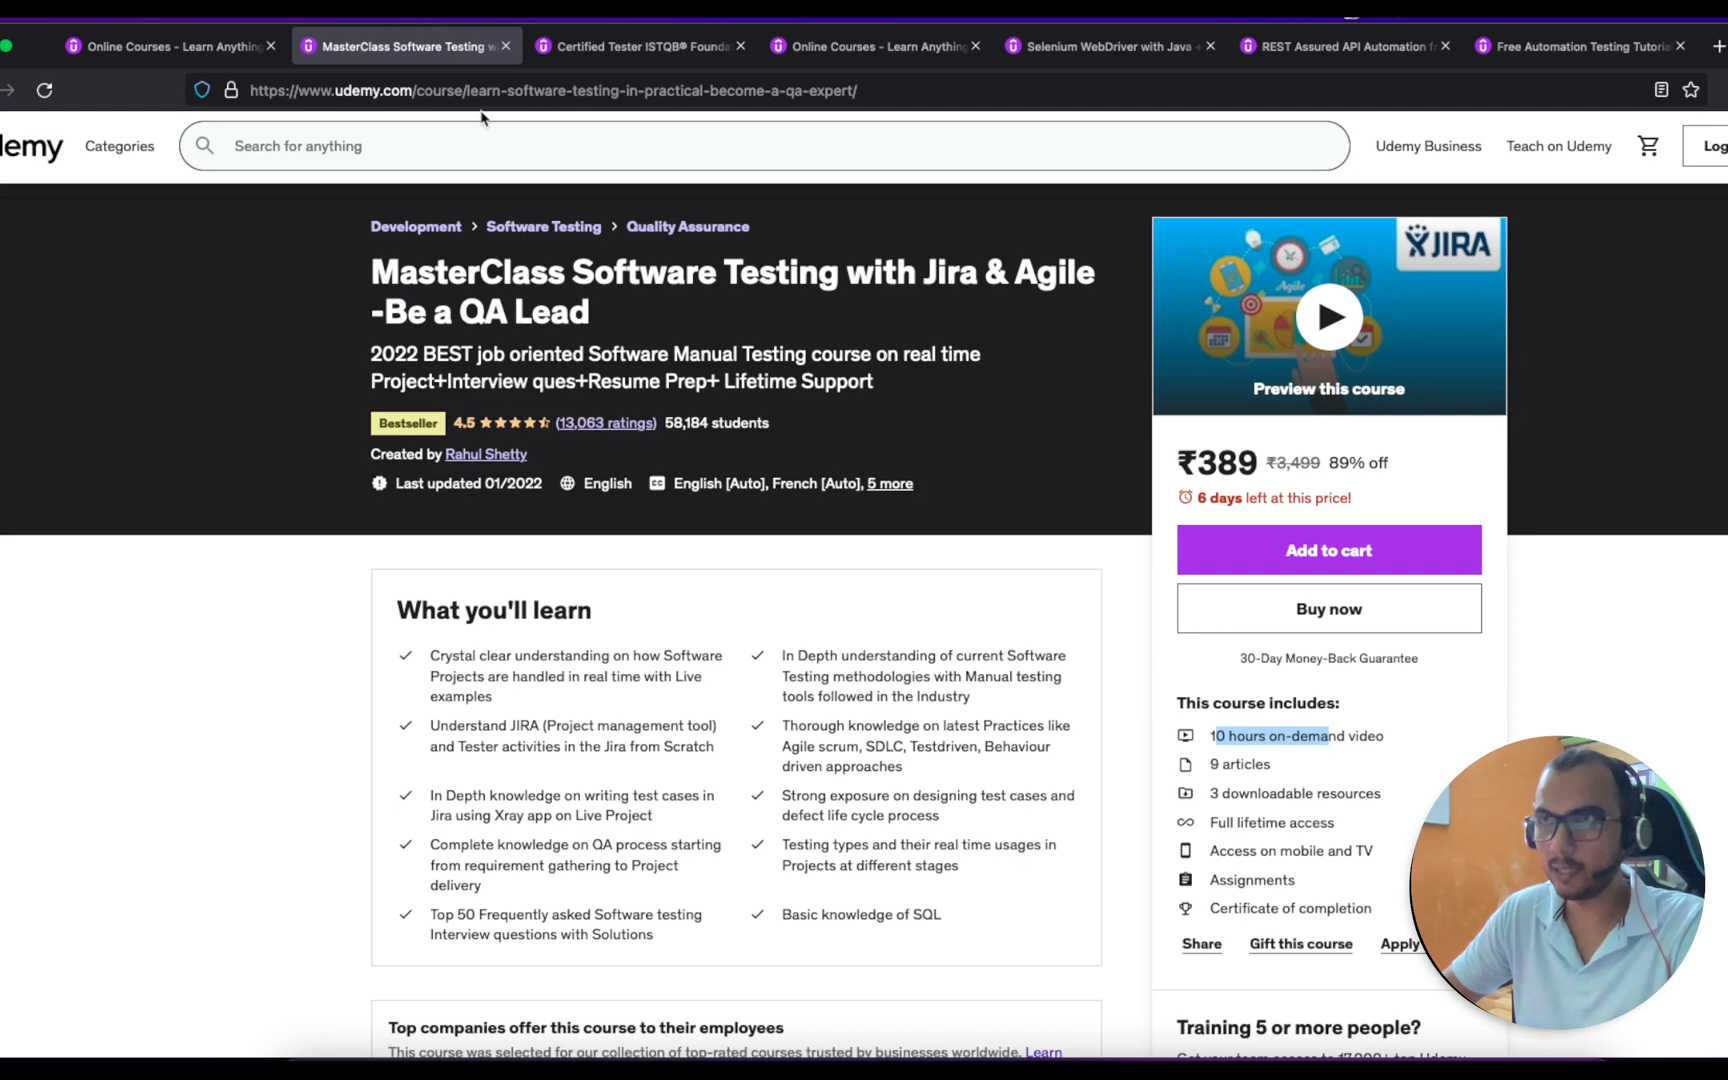 Online Courses - Learn Anything
MasterClass Software Testing w
Certified Tester ISTQB® Founda
Online Courses - Learn Anything
Selenium WebDriver with Java +
REST Assured API Automation f
Free Automation Testing Tutoria
https://www.udemy.com/course/learn-software-testing-in-practical-become-a-qa-expert/
demy
Categories
Search for anything
Udemy Business
Teach on Udemy
Log
Development > Software Testing > Quality Assurance
MasterClass Software Testing with Jira & Agile
-Be a QA Lead
2022 BEST job oriented Software Manual Testing course on real time
Project+Interview ques+Resume Prep+ Lifetime Support
Bestseller 4.5 (13,063 ratings) 58,184 students
Created by Rahul Shetty
Last updated 01/2022 English English [Auto], French [Auto], 5 more
JIRA
Agile
Preview this course
₹389 ₹3,499 89% off
6 days left at this price!
Add to cart
Buy now
30-Day Money-Back Guarantee
This course includes:
10 hours on-demand video
9 articles
3 downloadable resources
Full lifetime access
Access on mobile and TV
Assignments
Certificate of completion
Share Gift this course Apply
Training 5 or more people?
What you'll learn
Crystal clear understanding on how Software
Projects are handled in real time with Live
examples
Understand JIRA (Project management tool)
and Tester activities in the Jira from Scratch
In Depth knowledge on writing test cases in
Jira using Xray app on Live Project
Complete knowledge on QA process starting
from requirement gathering to Project
delivery
Top 50 Frequently asked Software testing
Interview questions with Solutions
In Depth understanding of current Software
Testing methodologies with Manual testing
tools followed in the Industry
Thorough knowledge on latest Practices like
Agile scrum, SDLC, Testdriven, Behaviour
driven approaches
Strong exposure on designing test cases and
defect life cycle process
Testing types and their real time usages in
Projects at different stages
Basic knowledge of SQL
Top companies offer this course to their employees
This course was selected for our collection of top-rated courses trusted by businesses worldwide. Learn